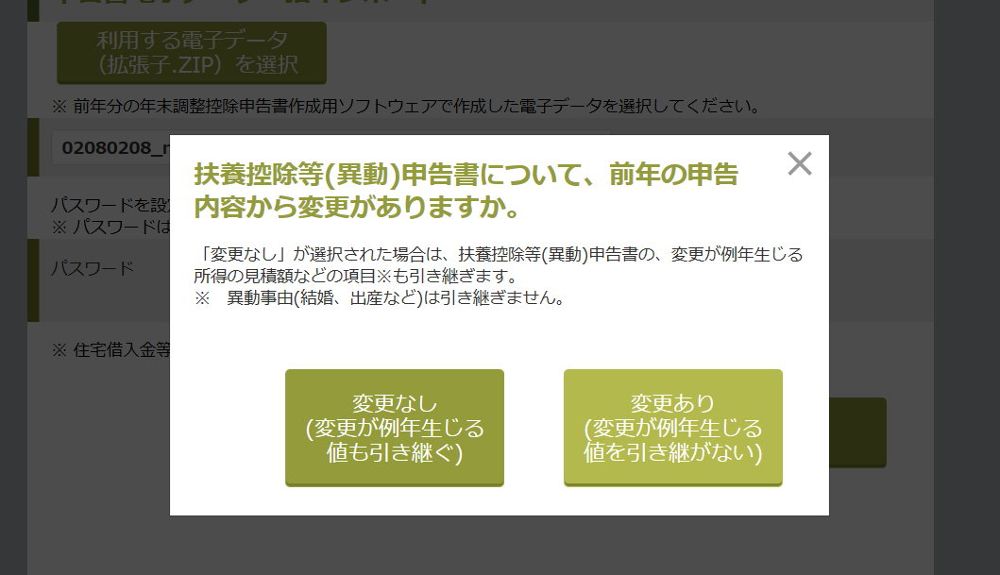 利用する電子データ
(拡張子.ZIP) を選択
※ 前年分の年末調整控除申告書作成用ソフトウェアで作成した電子データを選択してください。
02080208_
パスワードを設
※ パスワードは
パスワード
※ 住宅借入金等
扶養控除等(異動)申告書について、前年の申告
内容から変更がありますか。
「変更なし」が選択された場合は、扶養控除等(異動)申告書の、変更が例年生じる
所得の見積額などの項目※も引き継ぎます。
※　異動事由(結婚、出産など)は引き継ぎません。
変更なし
(変更が例年生じる
値も引き継ぐ)
変更あり
(変更が例年生じる
値を引き継がない)